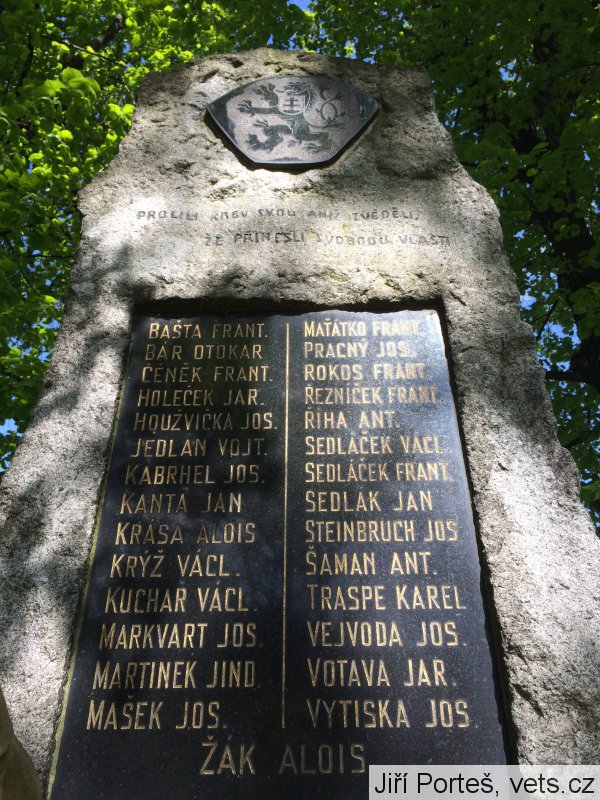 PROLILI KREV SVOU ANIŽ TVĚDĚLI,
ŽE PŘINESLI SVOBODU VLASTI
BAŠTA FRANT.
BÁR OTOKAR
ČENĚK FRANT.
HOLEČEK JAR.
HOUŽVIČKA JOS.
JEDLAN VOJT.
KABRHEL JOS.
KANTA JAN
KRÁSA ALOIS
KRÝŽ VÁCL.
KUCHAR VÁCL.
MARKVART JOS.
MARTINEK JIND.
MAŠEK JOS.
MAŤÁTKO FRANT.
PRACNÝ JOS.
ROKOS FRANT.
ŘEZNÍČEK FRANT.
ŘÍHA ANT.
SEDLÁČEK VÁCL.
SEDLÁČEK FRANT.
SEDLÁK JAN
STEINBRUCH JOS.
ŠAMAN ANT.
TRASPE KAREL
VEJVODA JOS.
VOTAVA JAR.
VYTISKA JOS.
ŽÁK ALOIS
Jiří Porteš, vets.cz